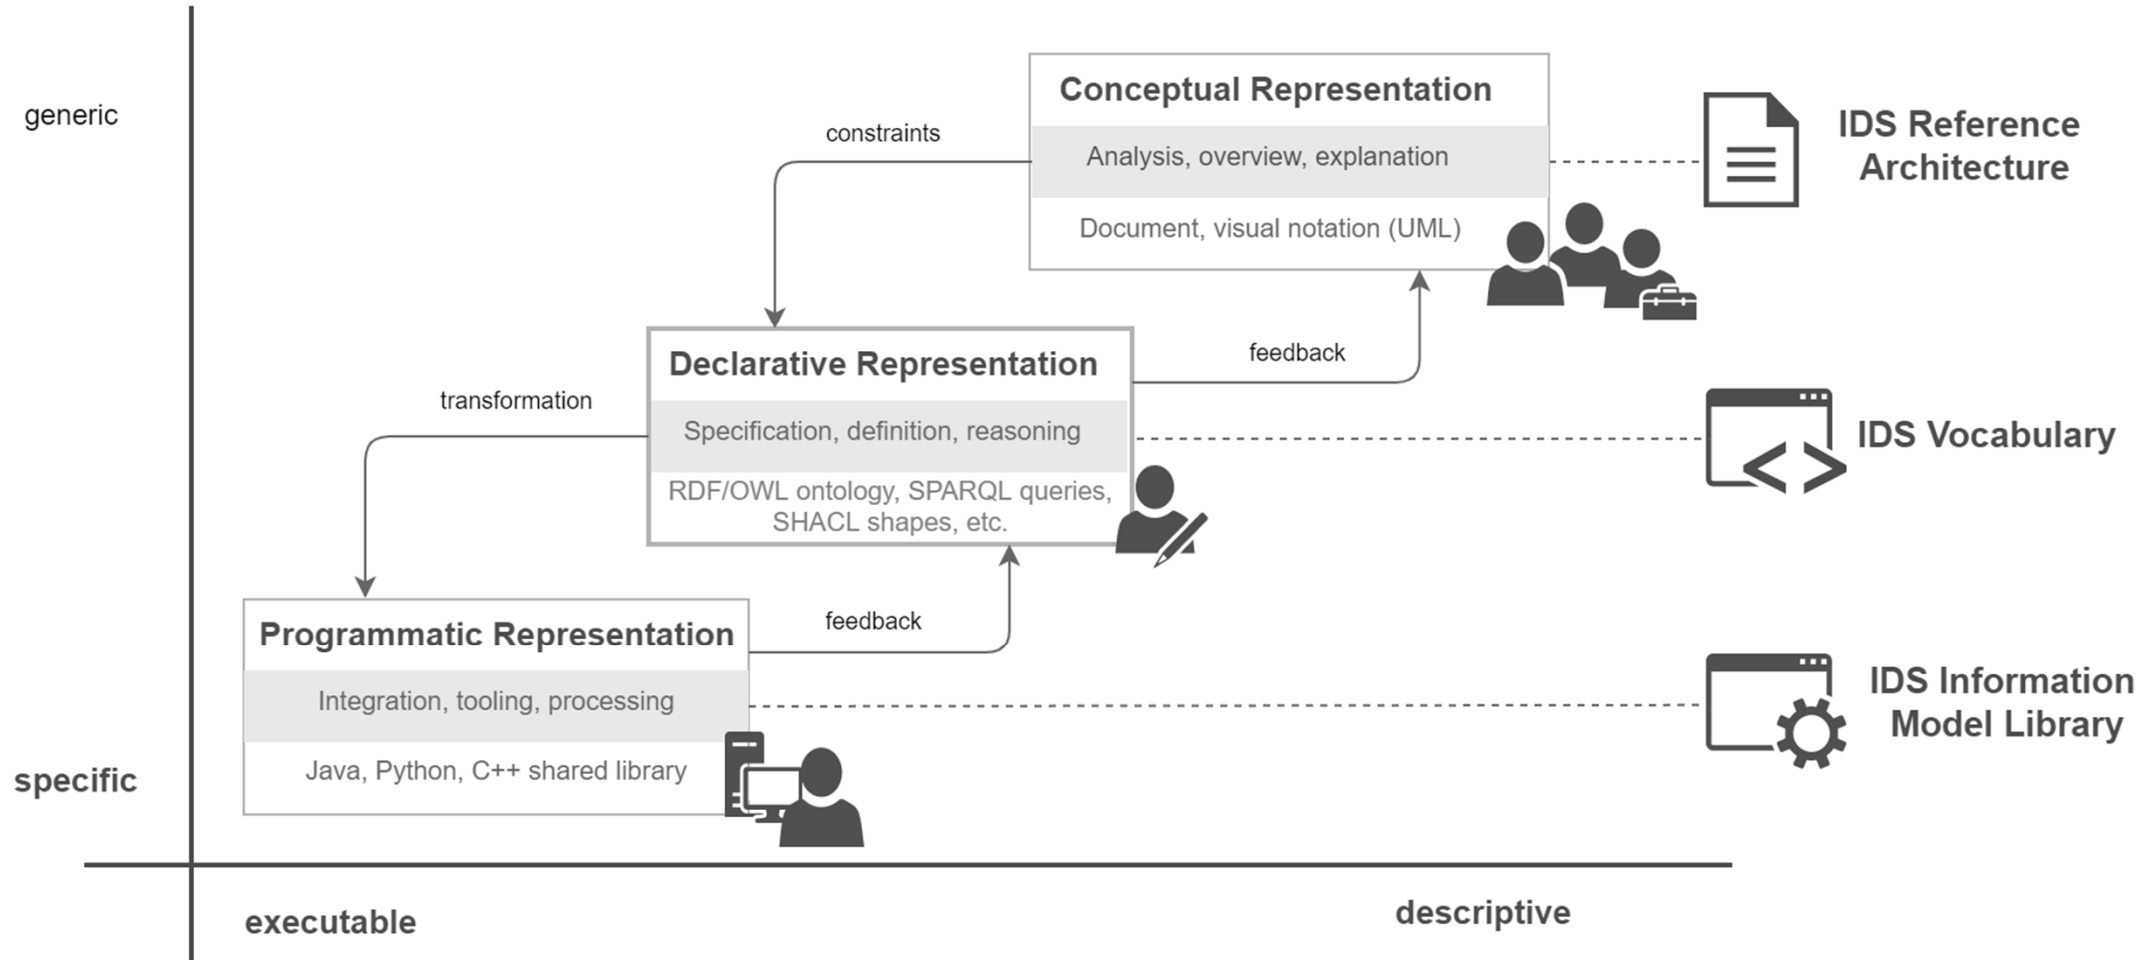 generic
Conceptual Representation
Analysis, overview, explanation
Document, visual notation (UML)
IDS Reference
Architecture
constraints
feedback
Declarative Representation
Specification, definition, reasoning
RDF/OWL ontology, SPARQL queries,
SHACL shapes, etc.
IDS Vocabulary
transformation
feedback
Programmatic Representation
Integration, tooling, processing
Java, Python, C++ shared library
IDS Information
Model Library
specific
executable
descriptive